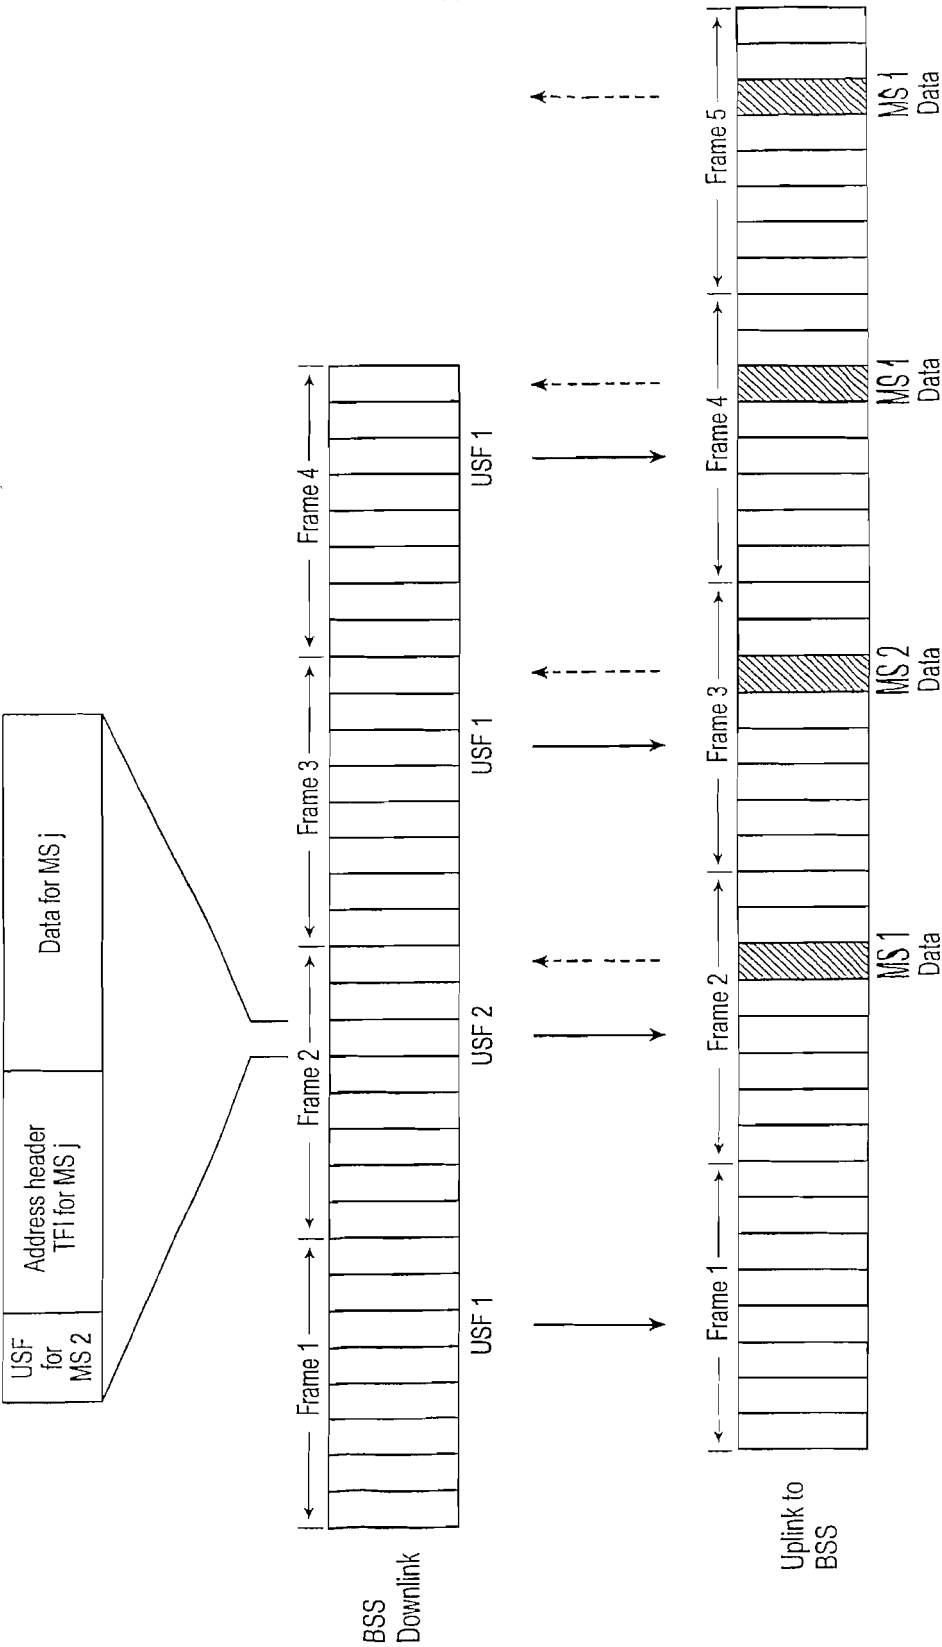 USF
for
MS 2
Address header
TFI for MS j
Data for MS j
Frame 1
Frame 2
Frame 3
Frame 4
BSS
Downlink
USF 1
USF 2
USF 1
USF 1
Frame 1
Frame 2
Frame 3
Frame 4
Frame 5
Uplink to
BSS
MS 1
Data
MS 2
Data
MS 1
Data
MS 1
Data